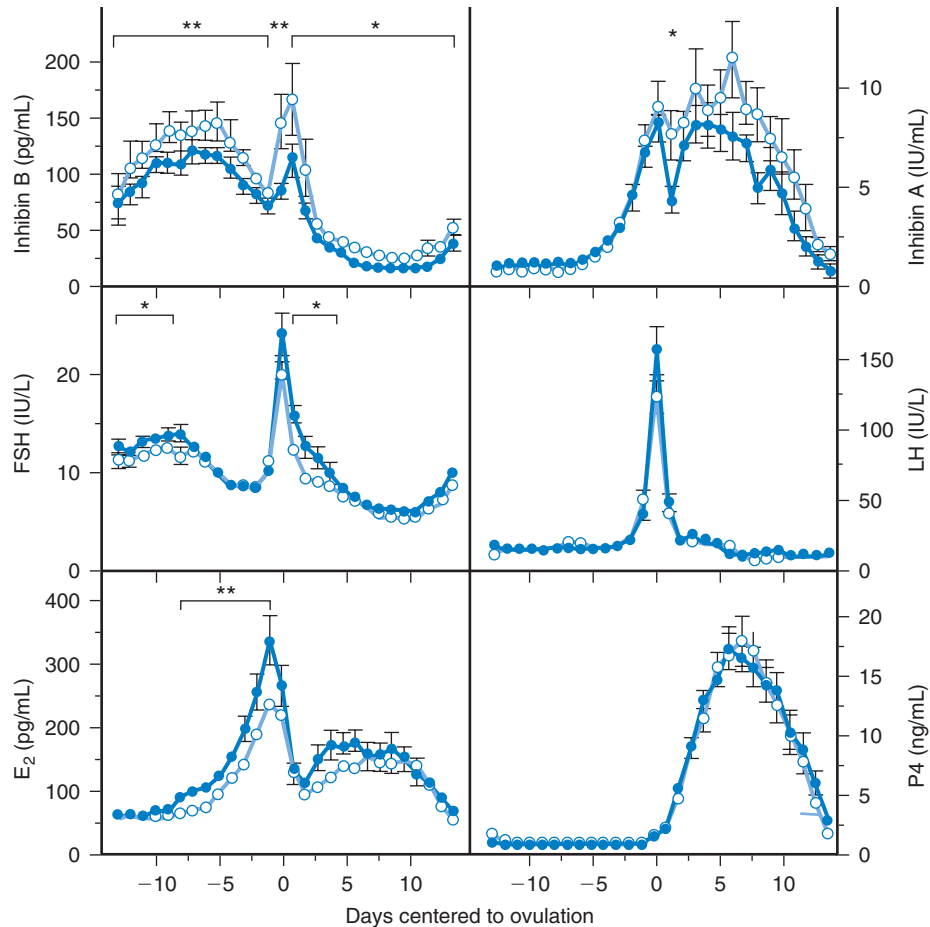 ** ** *
200
150
100
50
0
Inhibin B (pg/mL)
*
10
5
0
Inhibin A (IU/mL)
* *
20
10
0
FSH (IU/L)
150
100
50
0
LH (IU/L)
**
400
300
200
100
0
E2 (pg/mL)
20
15
10
5
0
P4 (ng/mL)
−10 −5 0 5 10
−10 −5 0 5 10
Days centered to ovulation